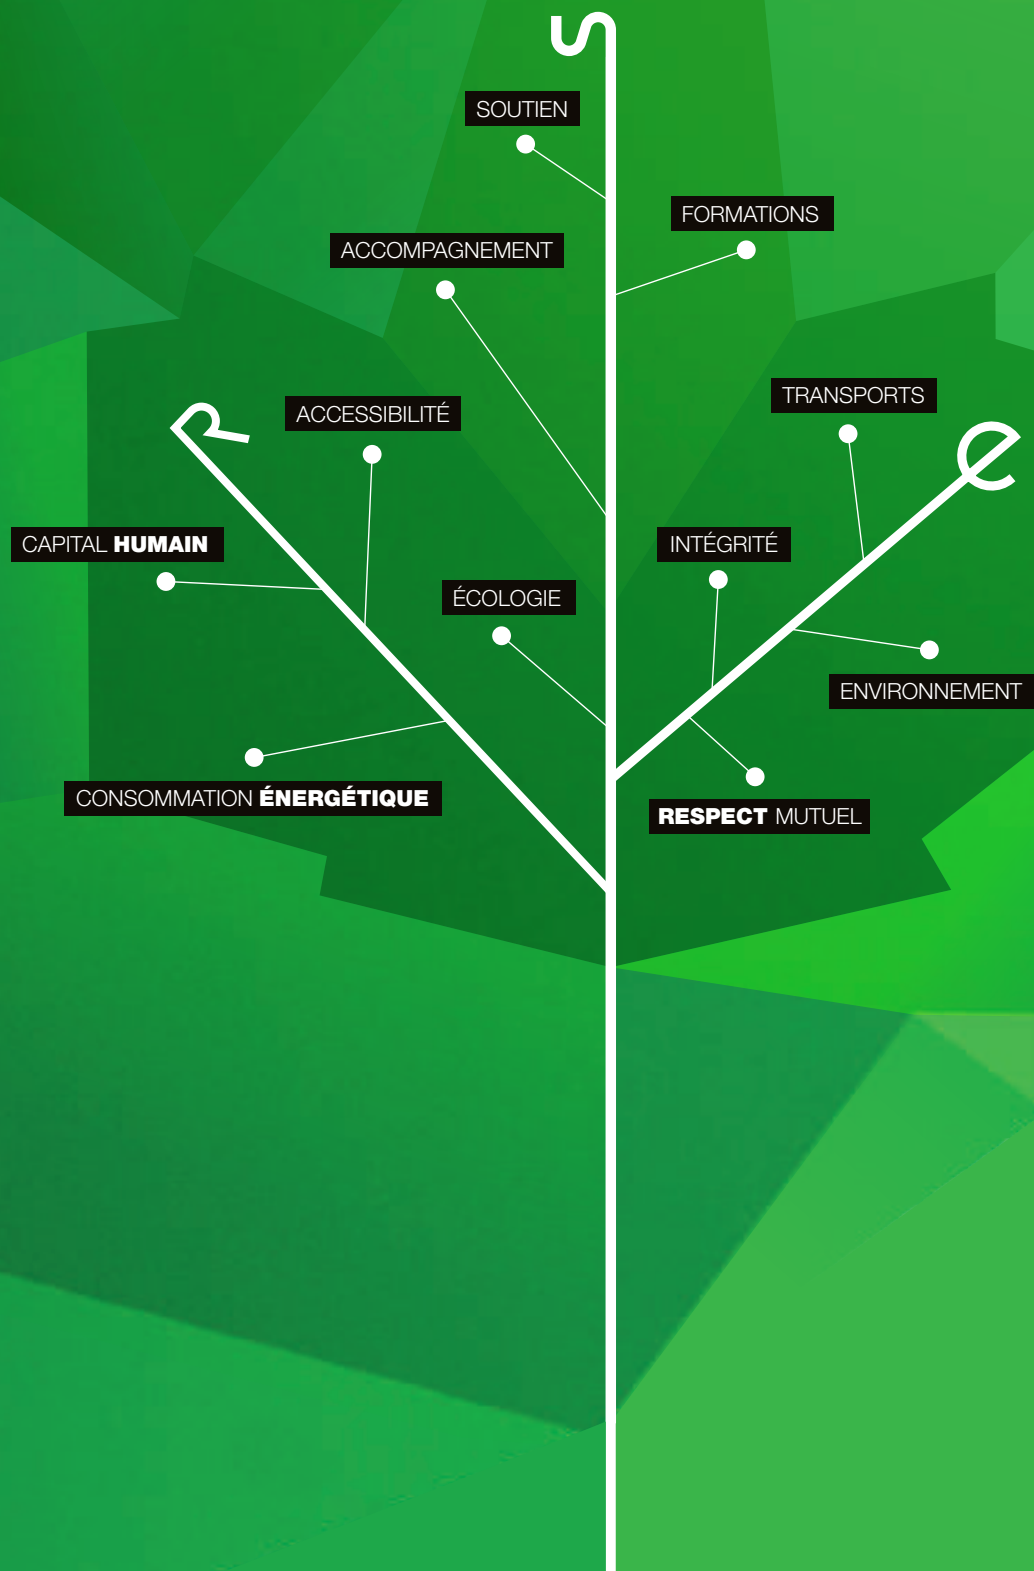 S
SOUTIEN
FORMATIONS
ACCOMPAGNEMENT
TRANSPORTS
R
ACCESSIBILITÉ
e
CAPITAL HUMAIN
INTÉGRITÉ
ÉCOLOGIE
ENVIRONNEMENT
CONSOMMATION ÉNERGÉTIQUE
RESPECT MUTUEL